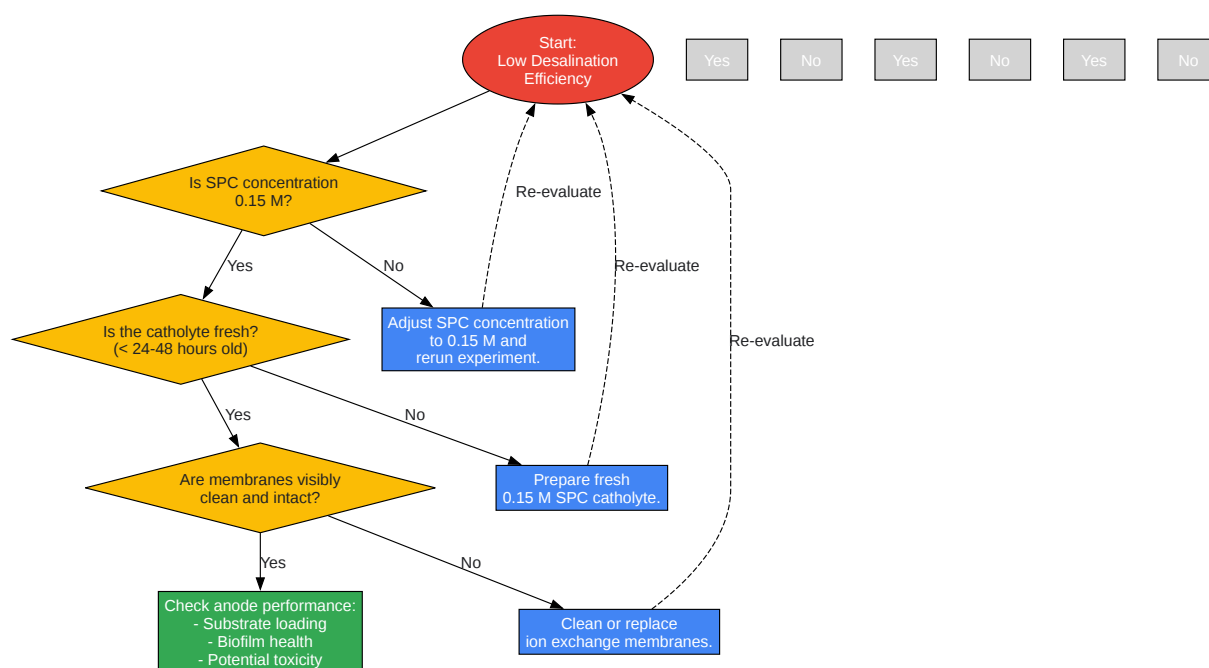 Start:
Low Desalination
Efficiency
Yes
No
Yes
No
Yes
No
Is SPC concentration
0.15 M?
Re-evaluate
Yes
No
Re-evaluate
Is the catholyte fresh?
(< 24-48 hours old)
Adjust SPC concentration
to 0.15 M and
rerun experiment.
Re-evaluate
Yes
No
Are membranes visibly
clean and intact?
Prepare fresh
0.15 M SPC catholyte.
Yes
No
Check anode performance:
- Substrate loading
- Biofilm health
- Potential toxicity
Clean or replace
ion exchange membranes.